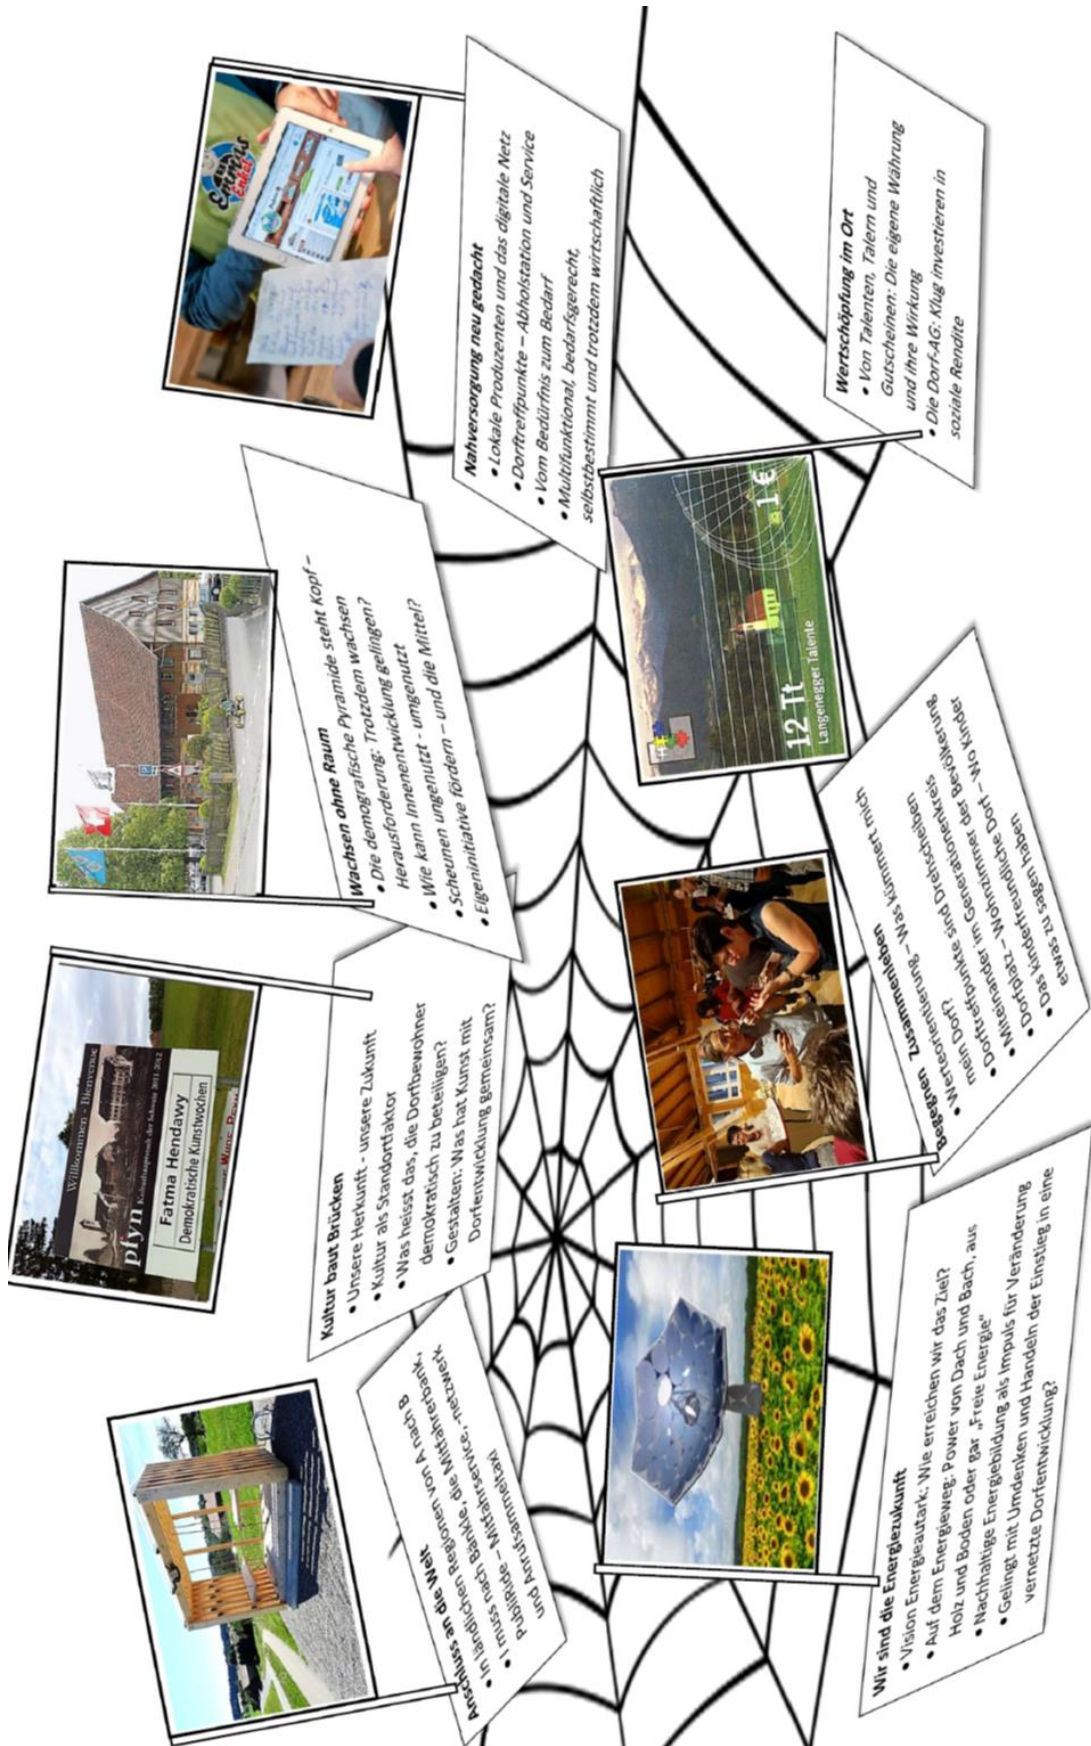 Anschluss an die Welt
• In ländlichen Regionen von A nach B
• I muss nach Bänkle, die Mitfahrerbank,
PubliRide – Mitfahrservice, -netzwerk
und Anrufsammeltaxi
Willkommen - Bienvenue
pfyn. Kulturhauptstadt der Schweiz 2011-2012
Fatma Hendawy
Demokratische Kunstwochen
Kultur baut Brücken
• Unsere Herkunft - unsere Zukunft
• Kultur als Standortfaktor
• Was heisst das, die Dorfbewohner
demokratisch zu beteiligen?
• Gestalten: Was hat Kunst mit
Dorfentwicklung gemeinsam?
Wachsen ohne Raum
• Die demografische Pyramide steht Kopf –
Herausforderung: Trotzdem wachsen
• Wie kann Innenentwicklung gelingen?
• Scheunen ungenutzt - umgenutzt
• Eigeninitiative fördern – und die Mittel?
Emmas
Enkel
Nahversorgung neu gedacht
• Lokale Produzenten und das digitale Netz
• Dorftreffpunkte – Abholstation und Service
• Vom Bedürfnis zum Bedarf
• Multifunktional, bedarfsgerecht,
selbstbestimmt und trotzdem wirtschaftlich
Wir sind die Energiezukunft
• Vision Energieautark: Wie erreichen wir das Ziel?
• Auf dem Energieweg: Power von Dach und Bach, aus
Holz und Boden oder gar „Freie Energie“
• Nachhaltige Energiebildung als Impuls für Veränderung
• Gelingt mit Umdenken und Handeln der Einstieg in eine
vernetzte Dorfentwicklung?
Begegnen Zusammenleben
• Werteorientierung – Was kümmert mich
mein Dorf?
• Dorftreffpunkte sind Drehscheiben
• Miteinander im Generationenkreis
• Dorfplatz – Wohnzimmer der Bevölkerung
• Das kinderfreundliche Dorf – Wo Kinder
etwas zu sagen haben
12 Tt
Langenegger Talente
1 €
Wertschöpfung im Ort
• Von Talenten, Talern und
Gutscheinen: Die eigene Währung
und ihre Wirkung
• Die Dorf-AG: Klug investieren in
soziale Rendite